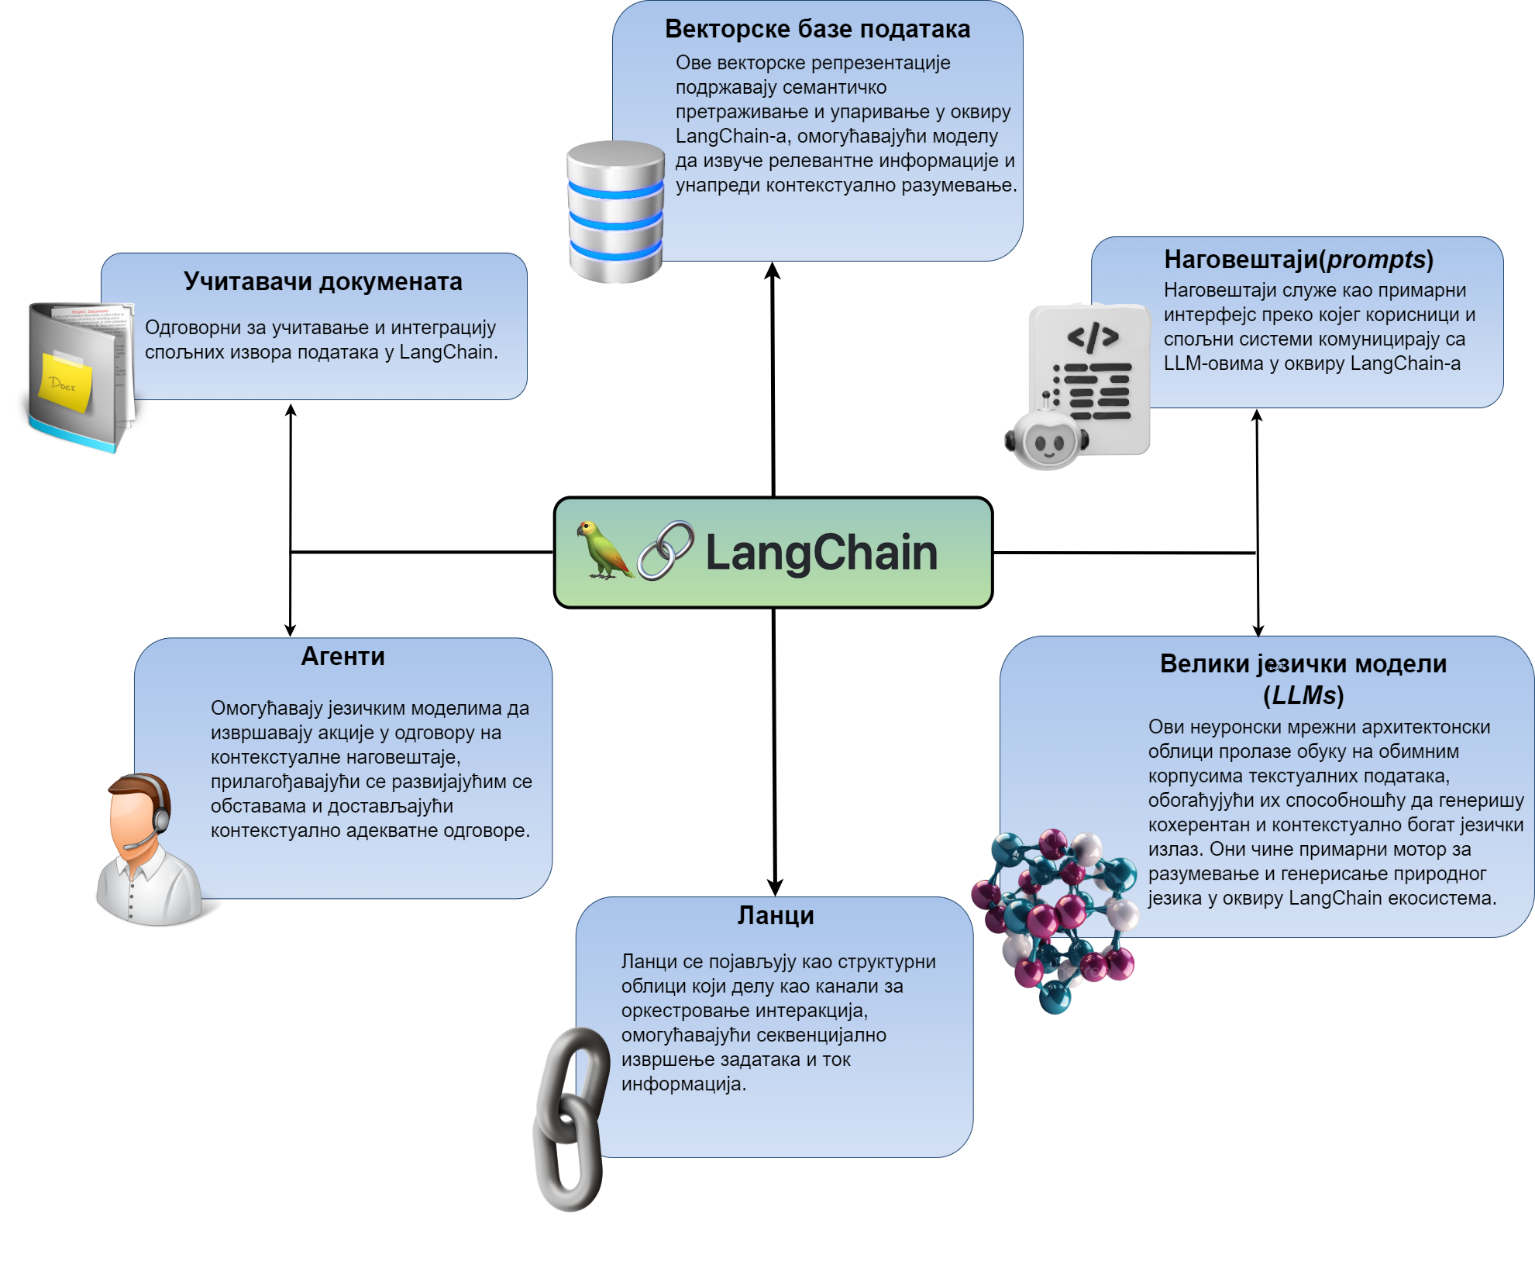 Векторске базе података
Ове векторске репрезентације
подржавају семантичко
претраживање и упаривање у оквиру
LangChain-а, омогућавајући моделу
да извуче релевантне информације и
унапреди контекстуално разумевање.
Учитавачи докумената
Одговорни за учитавање и интеграцију
спољних извора података у LangChain.
Docs
Наговештаји(prompts)
Наговештаји служе као примарни
интерфејс преко којег корисници и
спољни системи комуницирају са
LLM-овима у оквиру LangChain-а
</>
LangChain
Агенти
Омогућавају језичким моделима да
извршавају акције у одговору на
контекстуалне наговештаје,
прилагођавајући се развијајућим се
обставама и достављајући
контекстуално адекватне одговоре.
Велики језички модели
(LLMs)
Ови неуронски мрежни архитектонски
облици пролазе обуку на обимним
корпусима текстуалних података,
обогаћујући их способношћу да генеришу
кохерентан и контекстуално богат језички
излаз. Они чине примарни мотор за
разумевање и генерисање природног
језика у оквиру LangChain екосистема.
Ланци
Ланци се појављују као структурни
облици који делу као канали за
оркестровање интеракција,
омогућавајући секвенцијално
извршење задатака и ток
информација.